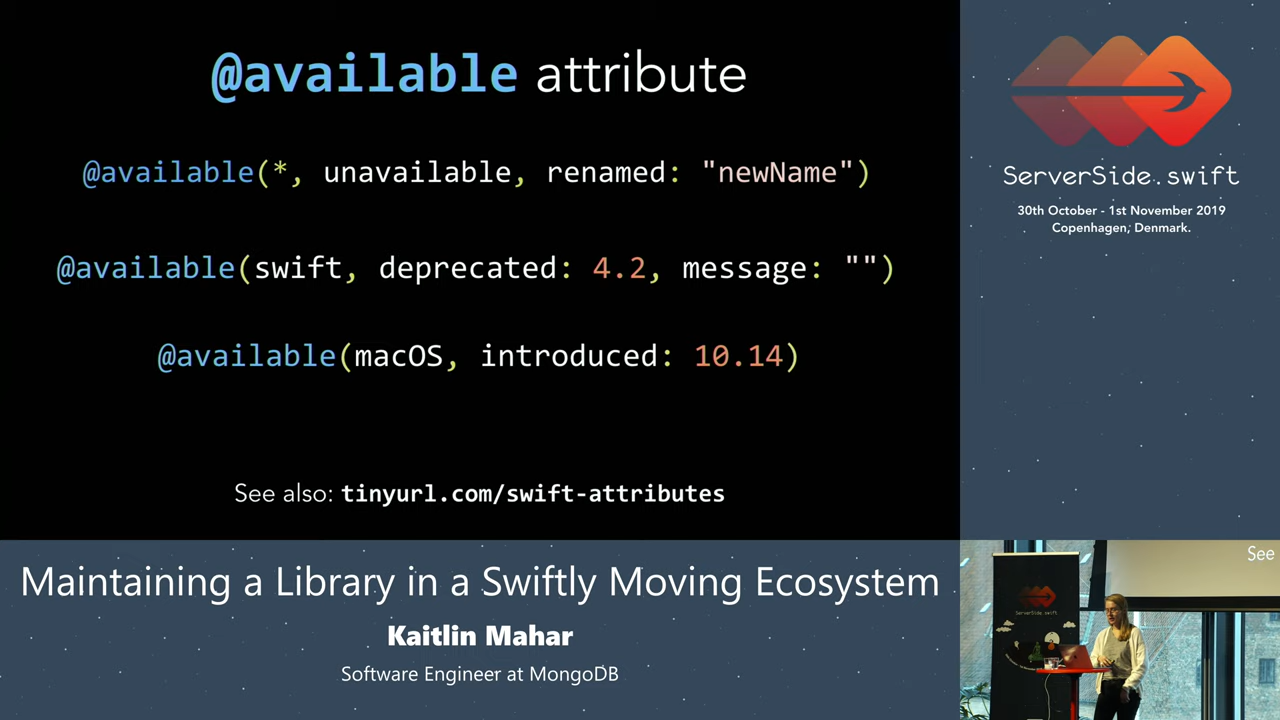 @available attribute
@available(*, unavailable, renamed: "newName")
@available(swift, deprecated: 4.2, message: "")
@available(macOS, introduced: 10.14)
See also: tinyurl.com/swift-attributes
ServerSide.swift
30th October - 1st November 2019
Copenhagen, Denmark.
Maintaining a Library in a Swiftly Moving Ecosystem
Kaitlin Mahar
Software Engineer at MongoDB
See
ServerSide.swift